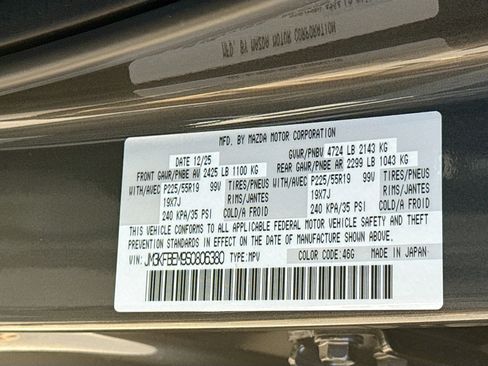 MFD. BY MAZDA MOTOR CORPORATION
DATE 12/25 GVWR/PNBV 4724 LB 2143 KG
FRONT GAWR/PNBE AV 2425 LB 1100 KG REAR GAWR/PNBE AR 2299 LB 1043 KG
WITH/AVEC P225/55R19 99V TIRES/PNEUS WITH/AVEC P225/55R19 99V TIRES/PNEUS
19X7J RIMS/JANTES 19X7J RIMS/JANTES
240 KPA/35 PSI COLD/A FROID 240 KPA/35 PSI COLD/A FROID
THIS VEHICLE CONFORMS TO ALL APPLICABLE FEDERAL MOTOR VEHICLE SAFETY AND THEFT
PREVENTION STANDARDS IN EFFECT ON THE DATE OF MANUFACTURE SHOWN ABOVE.
VIN: JM3KFBEM9S0806380 TYPE: MPV COLOR CODE: 46G MADE IN JAPAN